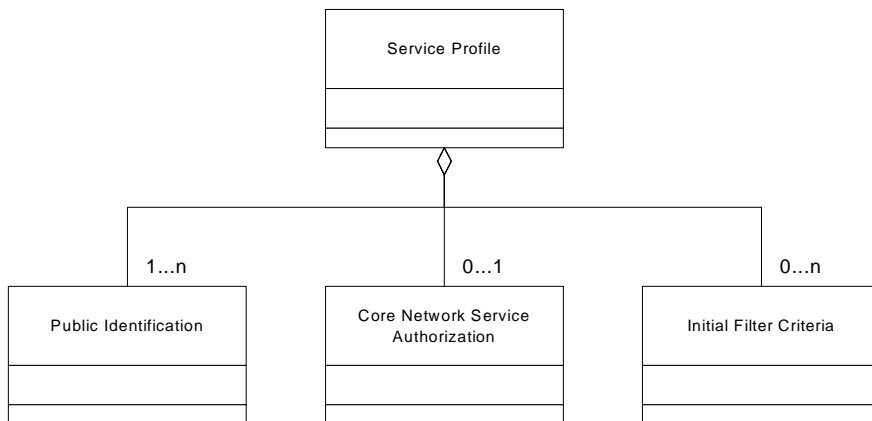 Service Profile
1...n
0...1
0...n
Public Identification
Core Network Service
Authorization
Initial Filter Criteria